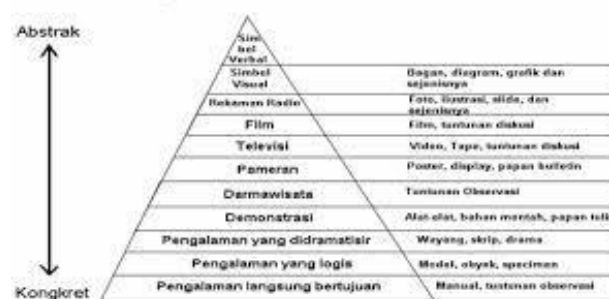 Abstrak
Sim
bol
Verbal
Simbol
Visual
Bagan, diagram, grafik dan
sejenisnya
Rekaman Radio
Foto, ilustrasi, slide, dan
sejenisnya
Film
Film, tuntunan diskusi
Televisi
Video, Tape, tuntunan diskusi
Pameran
Poster, display, papan bulletin
Darmawisata
Tuntunan Observasi
Demonstrasi
Alat-alat, bahan mentah, papan tulis
Pengalaman yang didramatisir
Wayang, skrip, drama
Pengalaman yang logis
Model, obyek, specimen
Kongkret
Pengalaman langsung bertujuan
Manual, tuntunan observasi